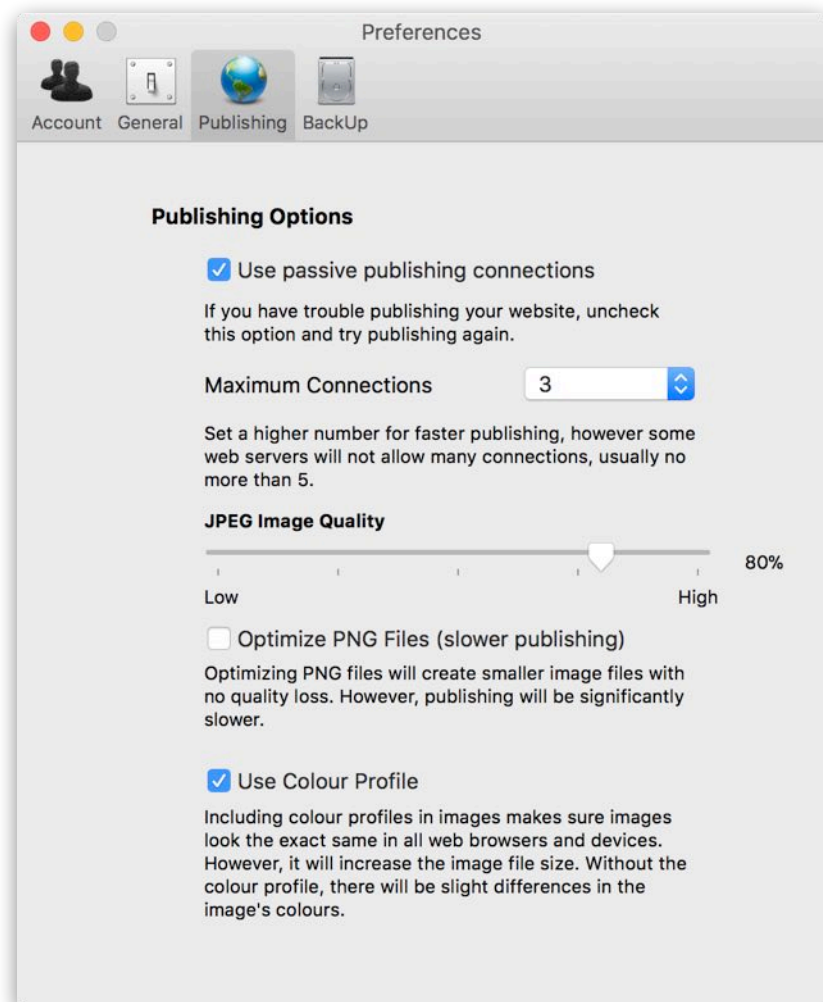 Preferences
Account General Publishing BackUp
Publishing Options
Use passive publishing connections
If you have trouble publishing your website, uncheck
this option and try publishing again.
Maximum Connections 3
Set a higher number for faster publishing, however some
web servers will not allow many connections, usually no
more than 5.
JPEG Image Quality
80%
Low High
Optimize PNG Files (slower publishing)
Optimizing PNG files will create smaller image files with
no quality loss. However, publishing will be significantly
slower.
Use Colour Profile
Including colour profiles in images makes sure images
look the exact same in all web browsers and devices.
However, it will increase the image file size. Without the
colour profile, there will be slight differences in the
image's colours.